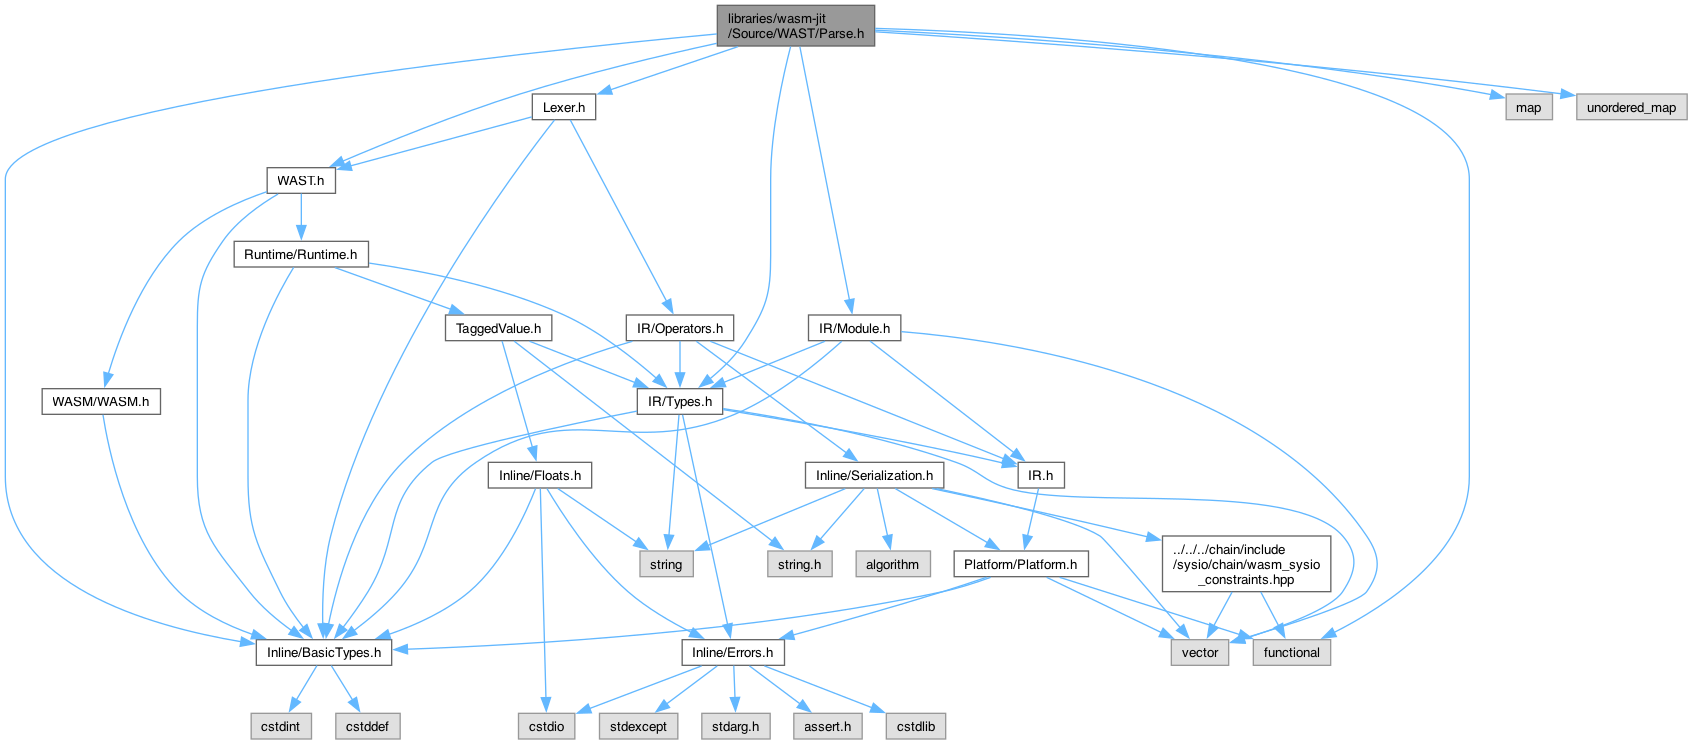 libraries/wasm-jit
/Source/WAST/Parse.h
Lexer.h
map
unordered_map
WAST.h
Runtime/Runtime.h
TaggedValue.h
IR/Operators.h
IR/Module.h
WASM/WASM.h
IR/Types.h
Inline/Floats.h
Inline/Serialization.h
IR.h
string
string.h
algorithm
Platform/Platform.h
../../../chain/include
/sysio/chain/wasm_sysio
_constraints.hpp
Inline/BasicTypes.h
Inline/Errors.h
vector
functional
cstdint
cstddef
cstdio
stdexcept
stdarg.h
assert.h
cstdlib